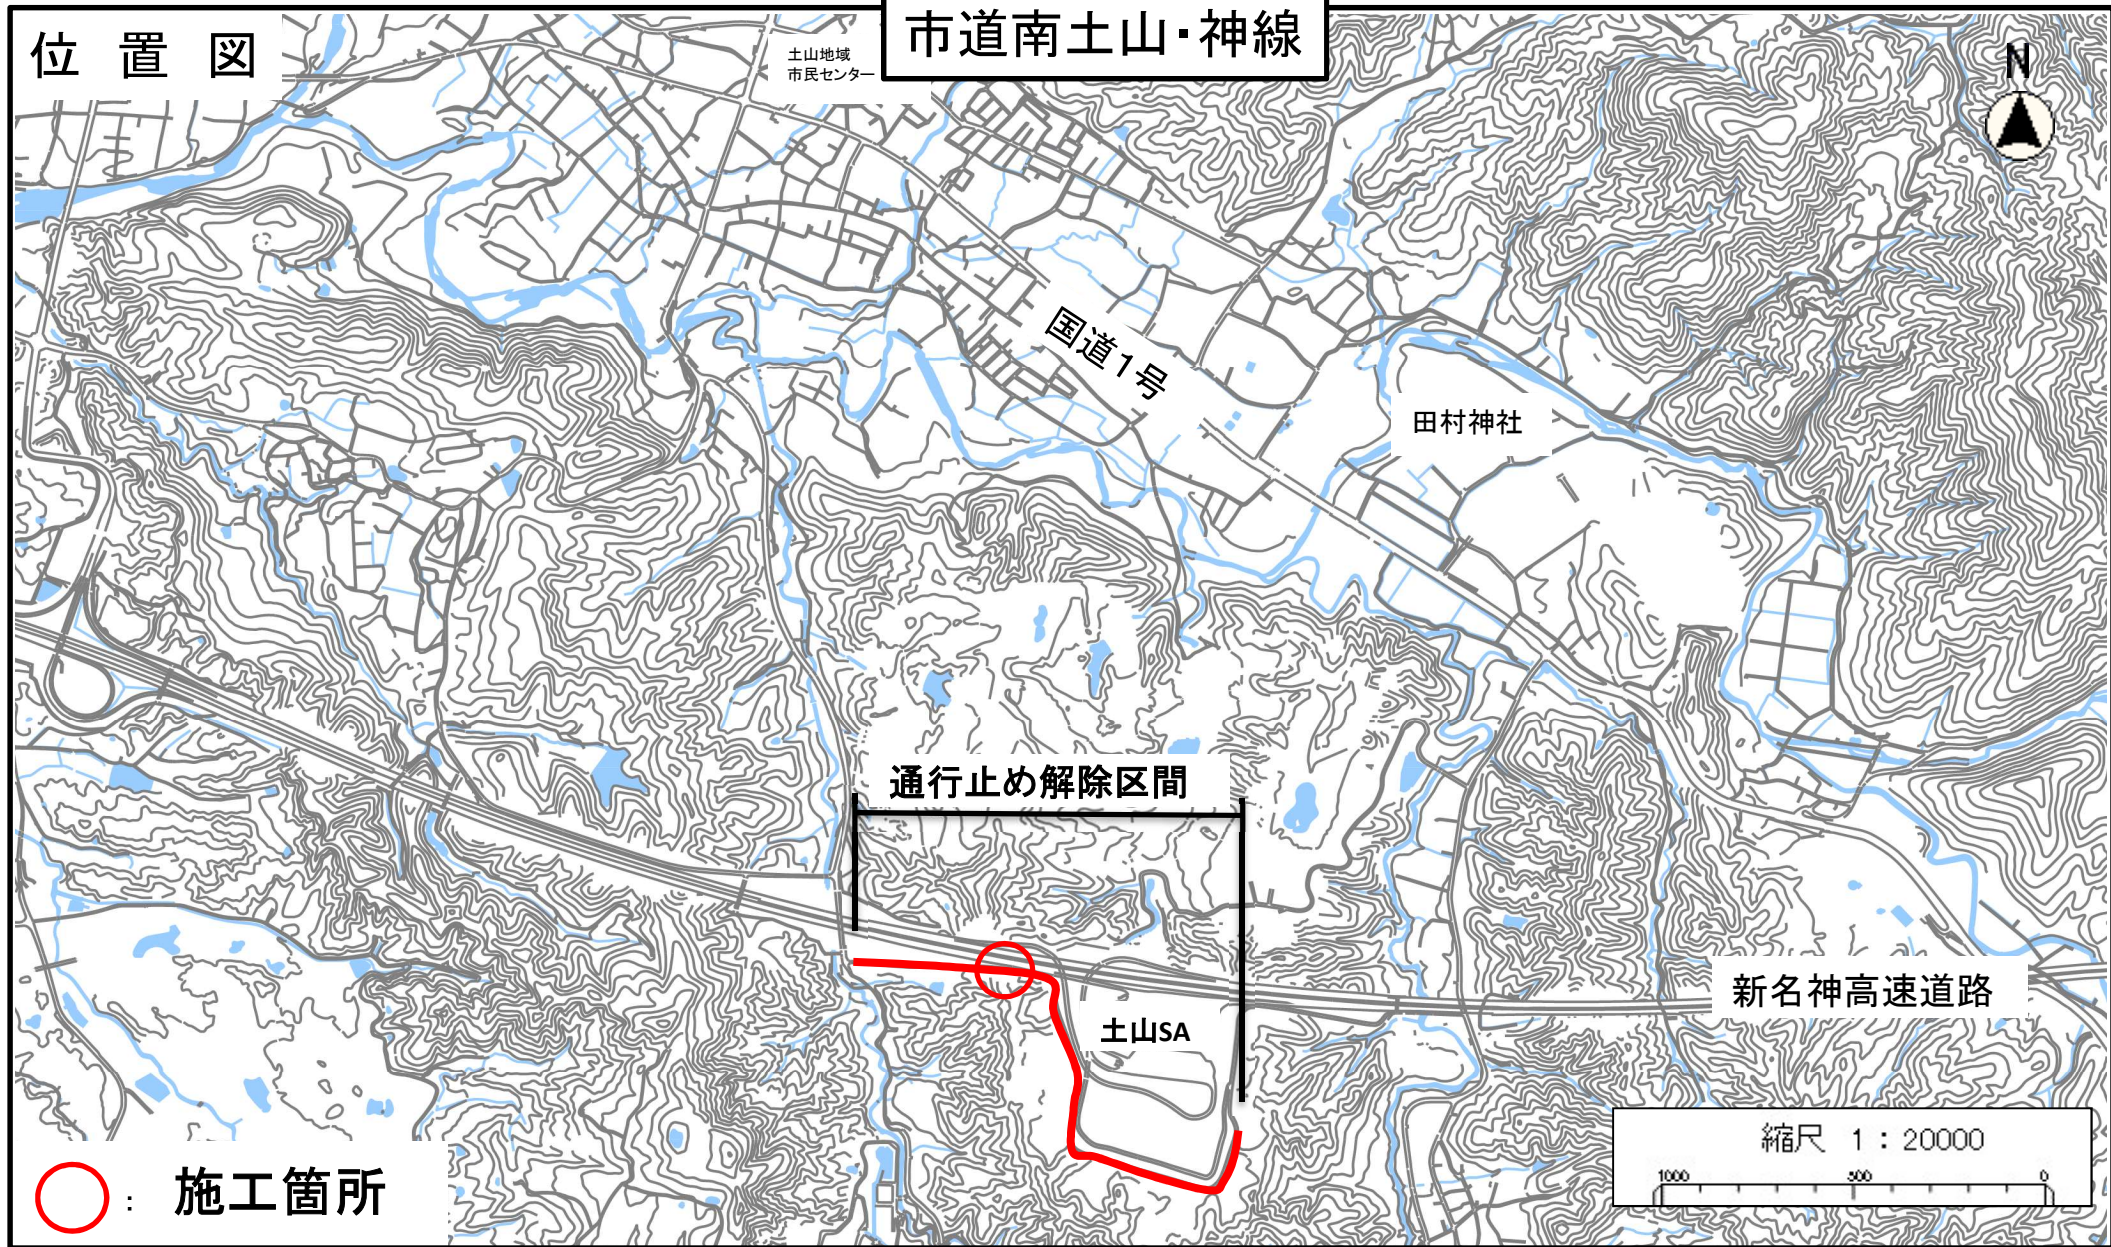 位置図
市道南土山・神線
土山地域
市民センター
N
国道1号
田村神社
通行止め解除区間
新名神高速道路
土山SA
縮尺 1：20000
1000 500 0
： 施工箇所